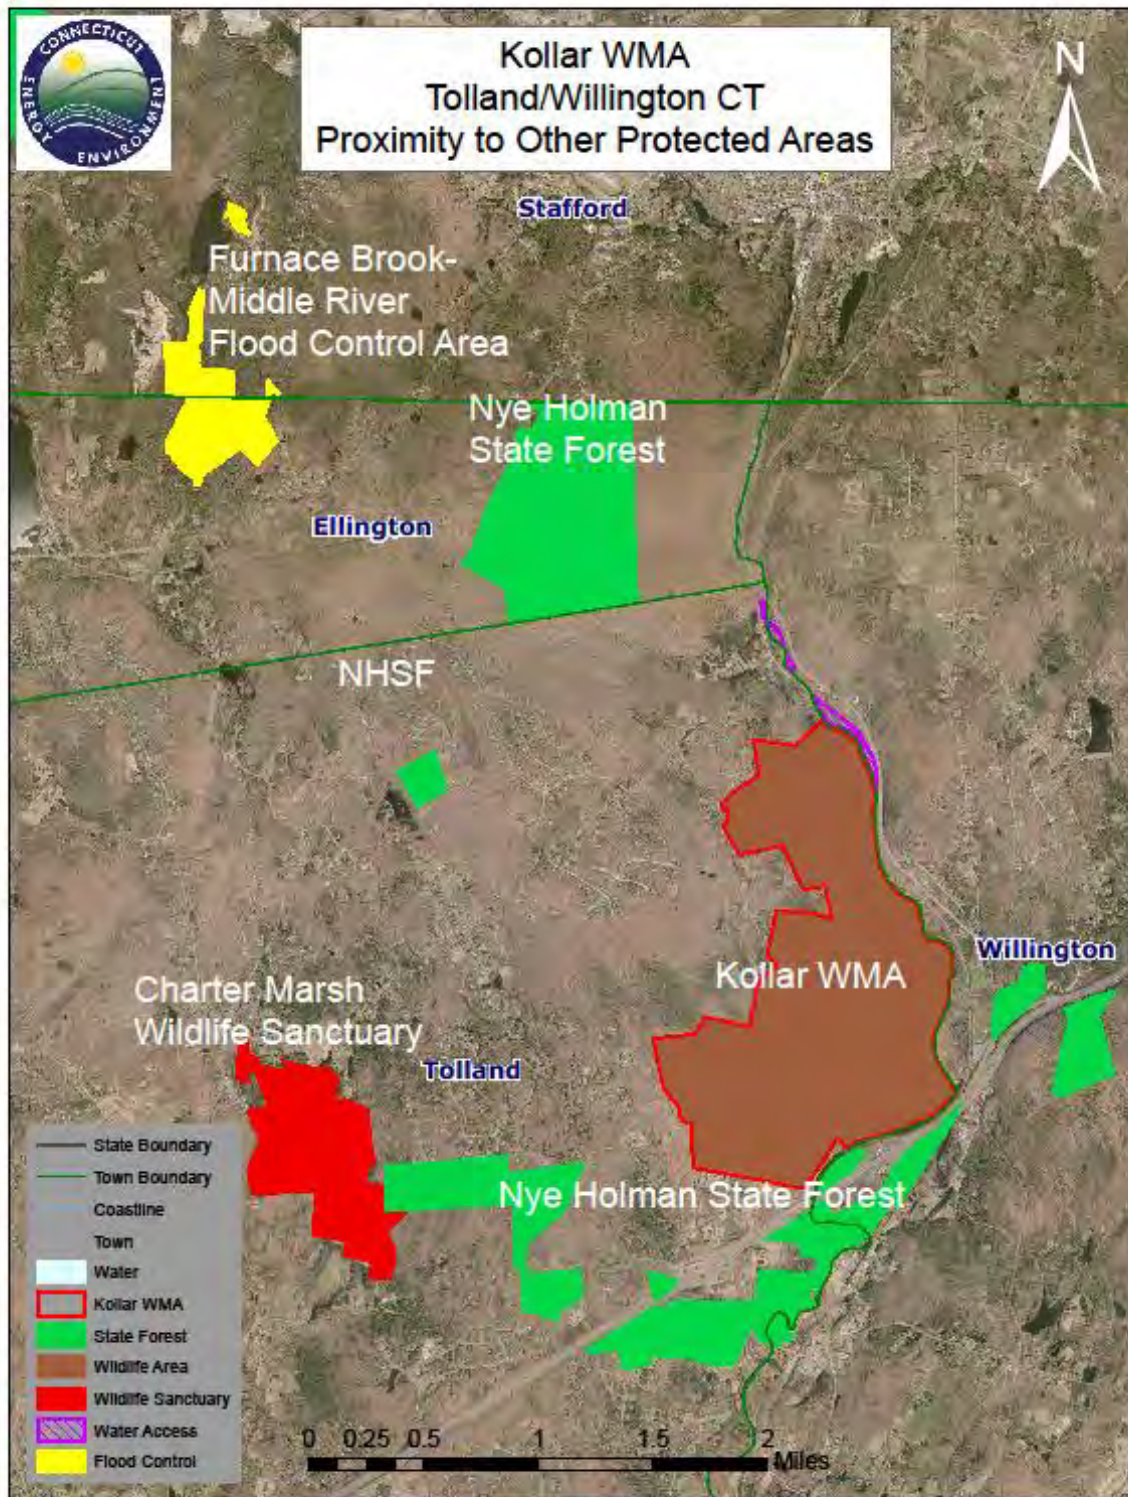 CONNECTICUT
ENERGY
ENVIRONMENT
Kollar WMA
Tolland/Willington CT
Proximity to Other Protected Areas
N
Stafford
Furnace Brook-
Middle River
Flood Control Area
Nye Holman
State Forest
Ellington
NHSF
Willington
Kollar WMA
Charter Marsh
Wildlife Sanctuary
Tolland
Nye Holman State Forest
State Boundary
Town Boundary
Coastline
Town
Water
Kollar WMA
State Forest
Wildlife Area
Wildlife Sanctuary
Water Access
Flood Control
0 0.25 0.5 1 1.5 2
Miles